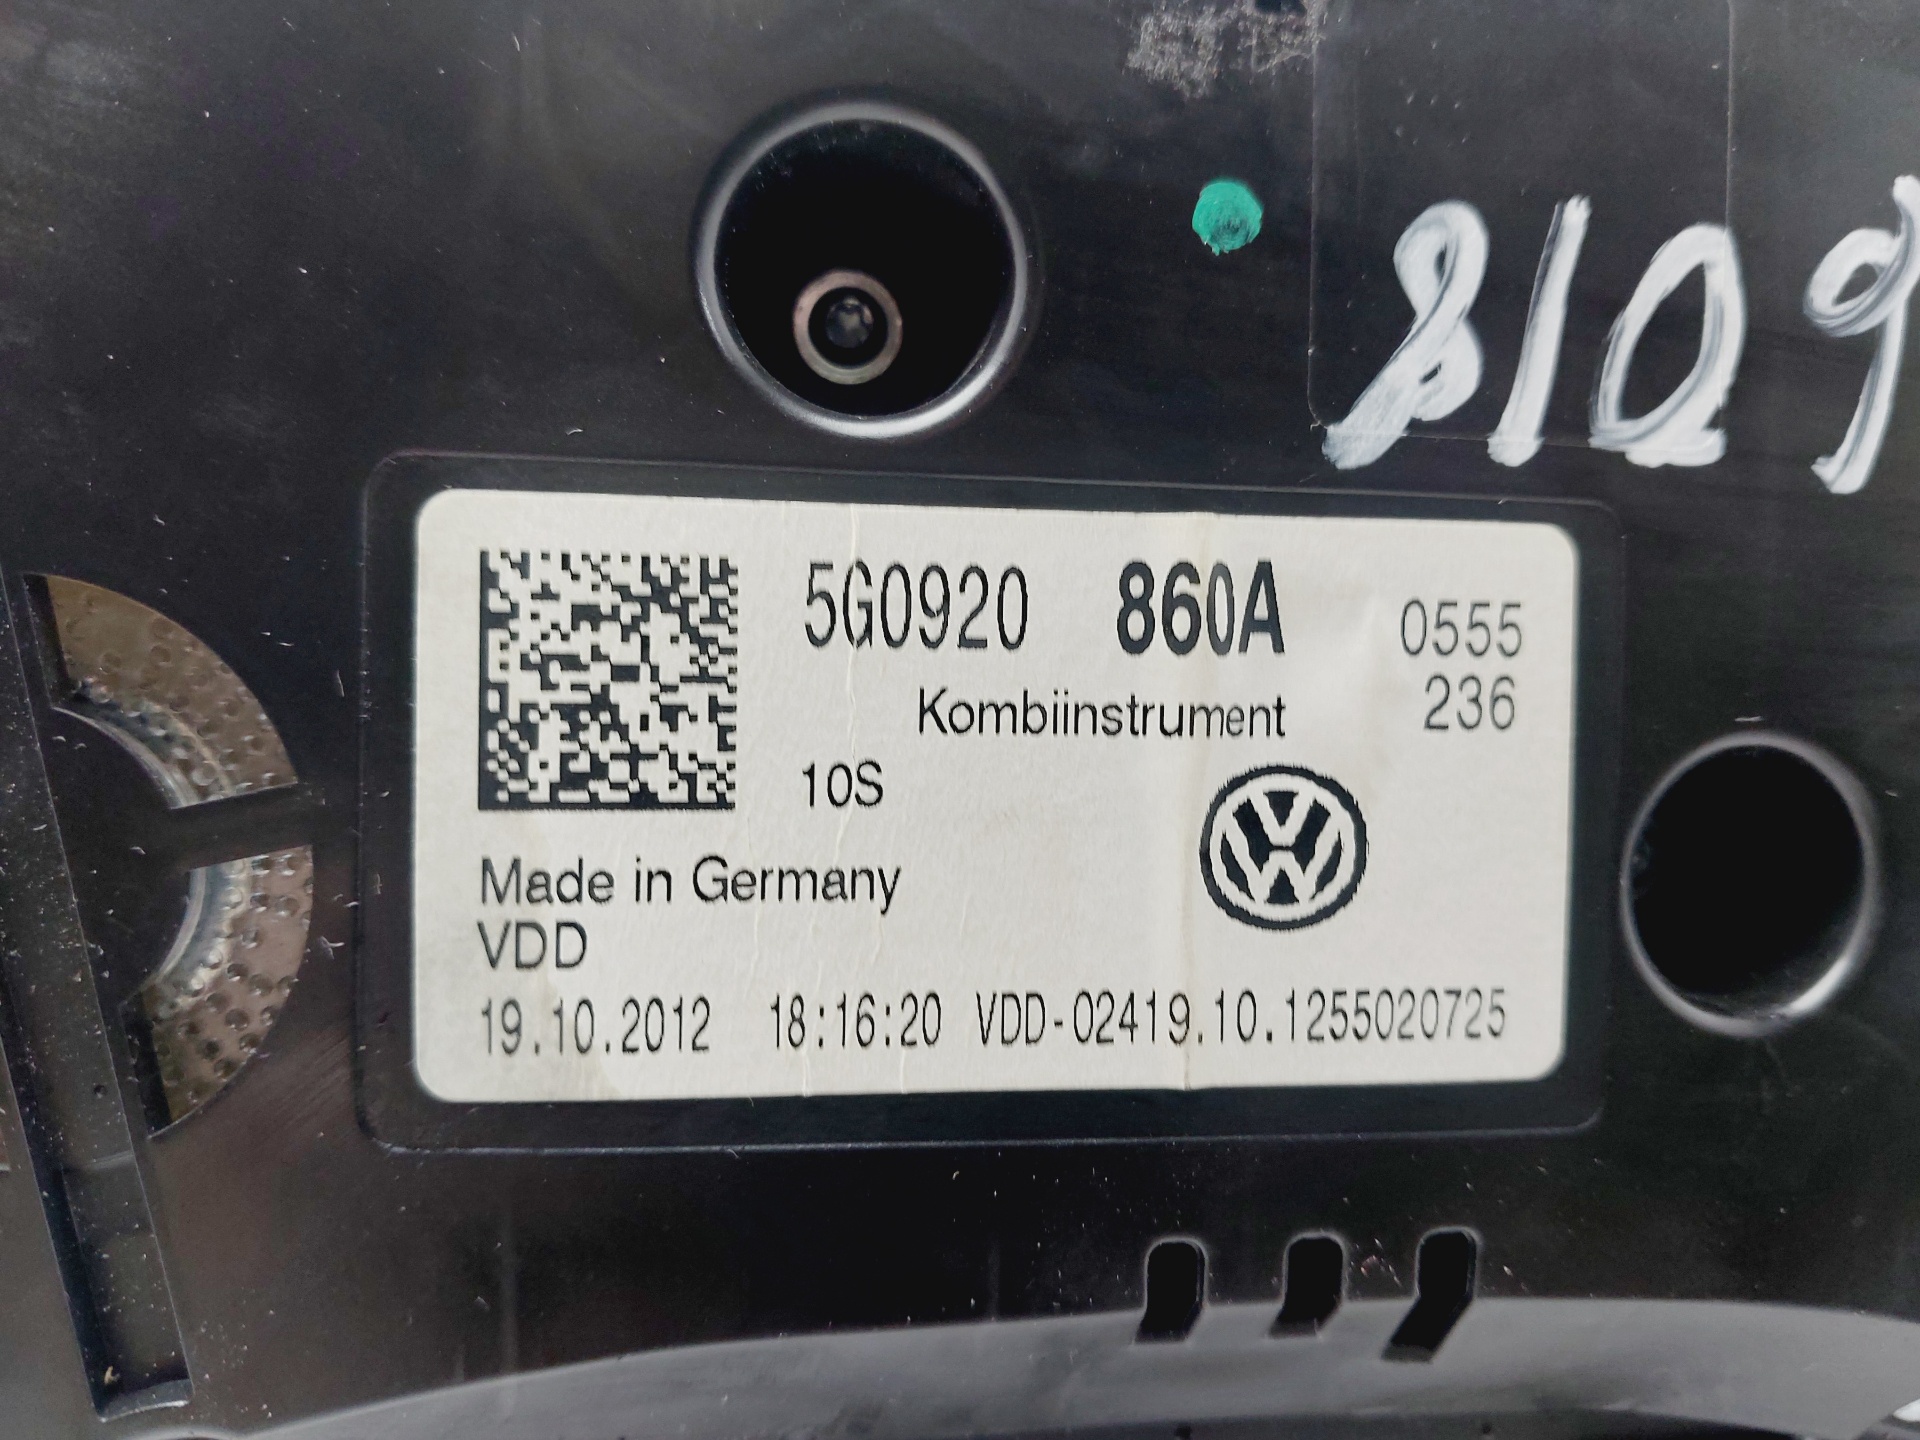 8109
5G0920 860A 0555
Kombiinstrument 236
10S
Made in Germany
VDD
19.10.2012 18:16:20 VDD-02419.10.1255020725